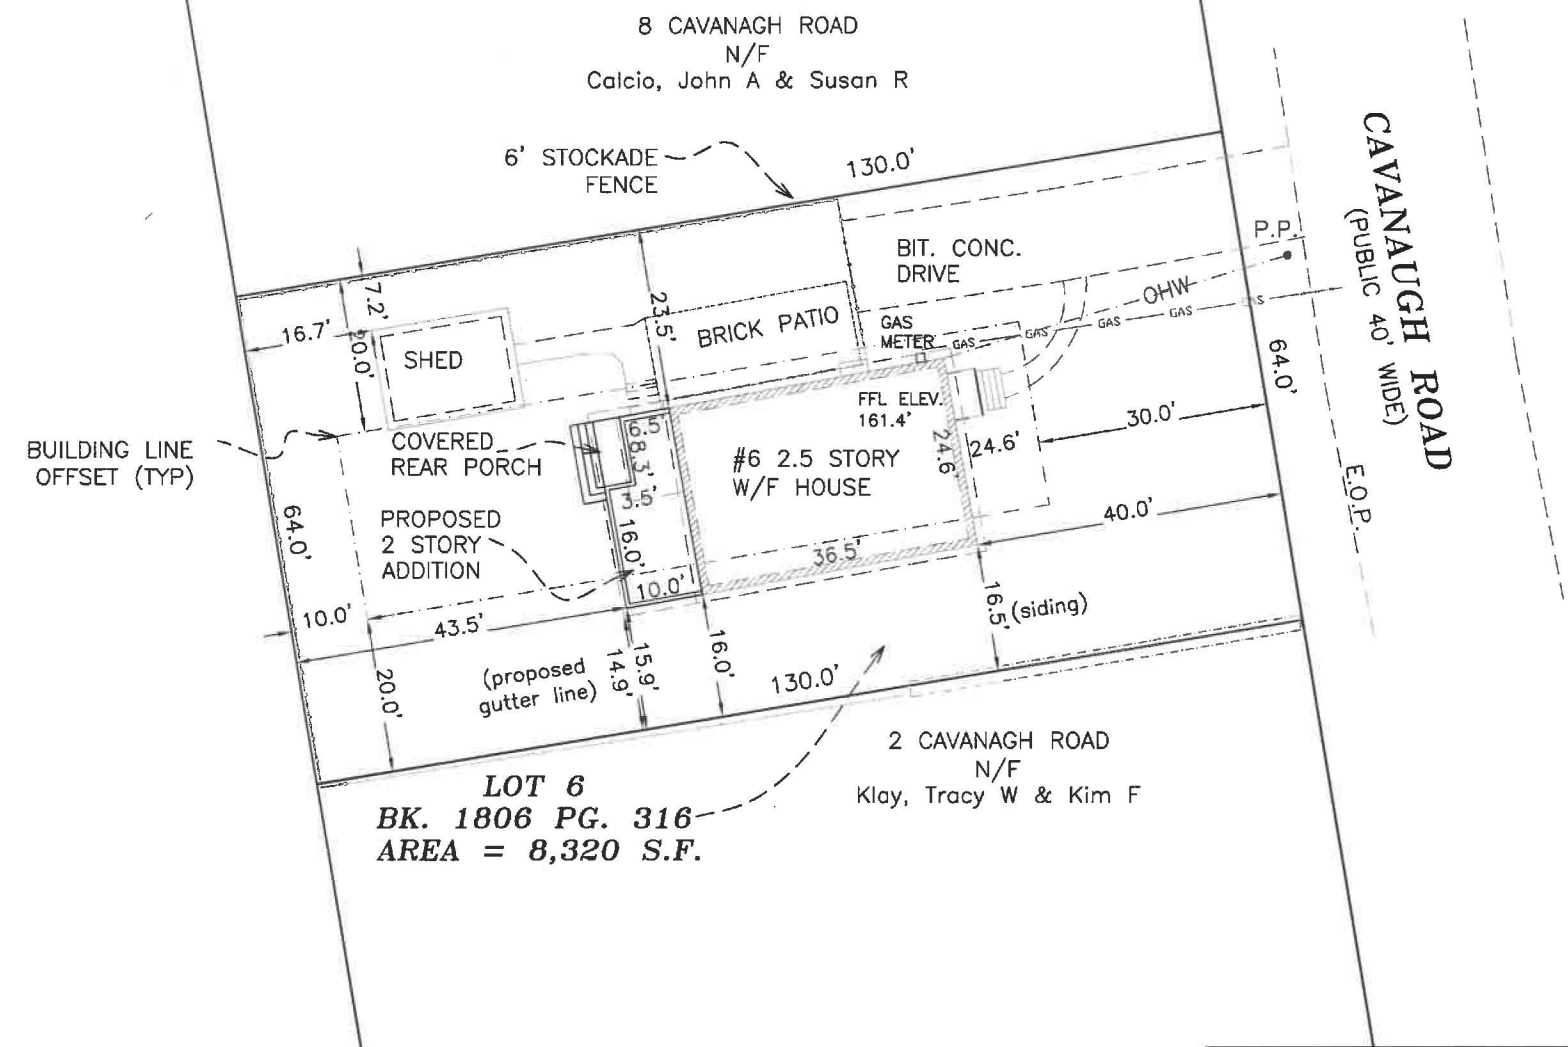 8 CAVANAGH ROAD
N/F
Calcio, John A & Susan R
6' STOCKADE
FENCE
130.0'
CAVANAUGH ROAD
(PUBLIC 40' WIDE)
P.P.
BIT. CONC.
DRIVE
OHW
7.2'
23.5'
16.7'
20.0'
SHED
BRICK PATIO
GAS
METER
GAS
GAS
GAS
GAS
64.0'
FFL ELEV.
161.4'
30.0'
BUILDING LINE
OFFSET (TYP)
COVERED
REAR PORCH
6.5'
8.3'
3.5'
#6 2.5 STORY
W/F HOUSE
24.6'
24.6'
E.O.P.
40.0'
64.0'
PROPOSED
2 STORY
ADDITION
16.0'
10.0'
36.5'
10.0'
43.5'
16.5'
(siding)
20.0'
(proposed
gutter line)
14.9'
15.9'
16.0'
130.0'
2 CAVANAGH ROAD
N/F
Klay, Tracy W & Kim F
LOT 6
BK. 1806 PG. 316
AREA = 8,320 S.F.